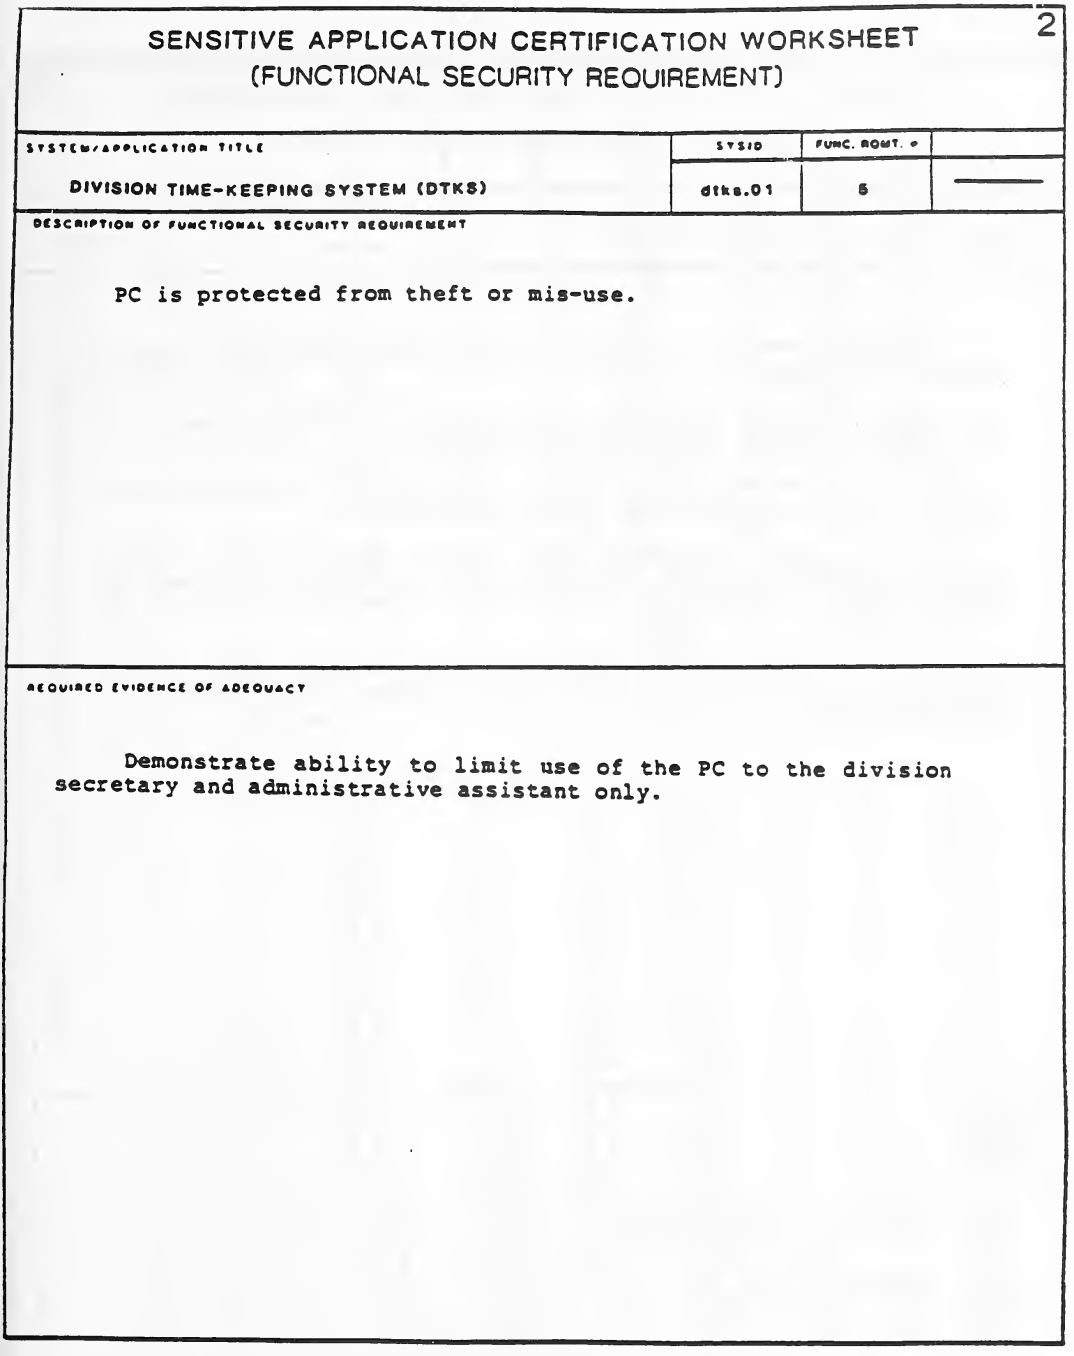 2
SENSITIVE APPLICATION CERTIFICATION WORKSHEET
(FUNCTIONAL SECURITY REQUIREMENT)
SYSTEM/APPLICATION TITLE
SYSID
FUNC. RQMT. #
DIVISION TIME-KEEPING SYSTEM (DTKS)
dtks.01
5
DESCRIPTION OF FUNCTIONAL SECURITY REQUIREMENT
PC is protected from theft or mis-use.
REQUIRED EVIDENCE OF ADEQUACY
Demonstrate ability to limit use of the PC to the division
secretary and administrative assistant only.